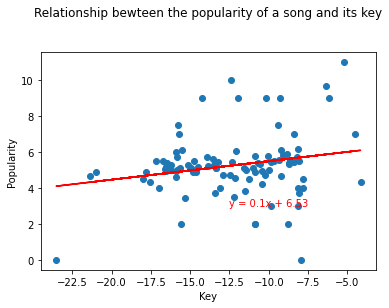 Relationship bewteen the popularity of a song and its key
Popularity
10
8
6
4
2
0
y = 0.1x + 6.53
−22.5 −20.0 −17.5 −15.0 −12.5 −10.0 −7.5 −5.0
Key